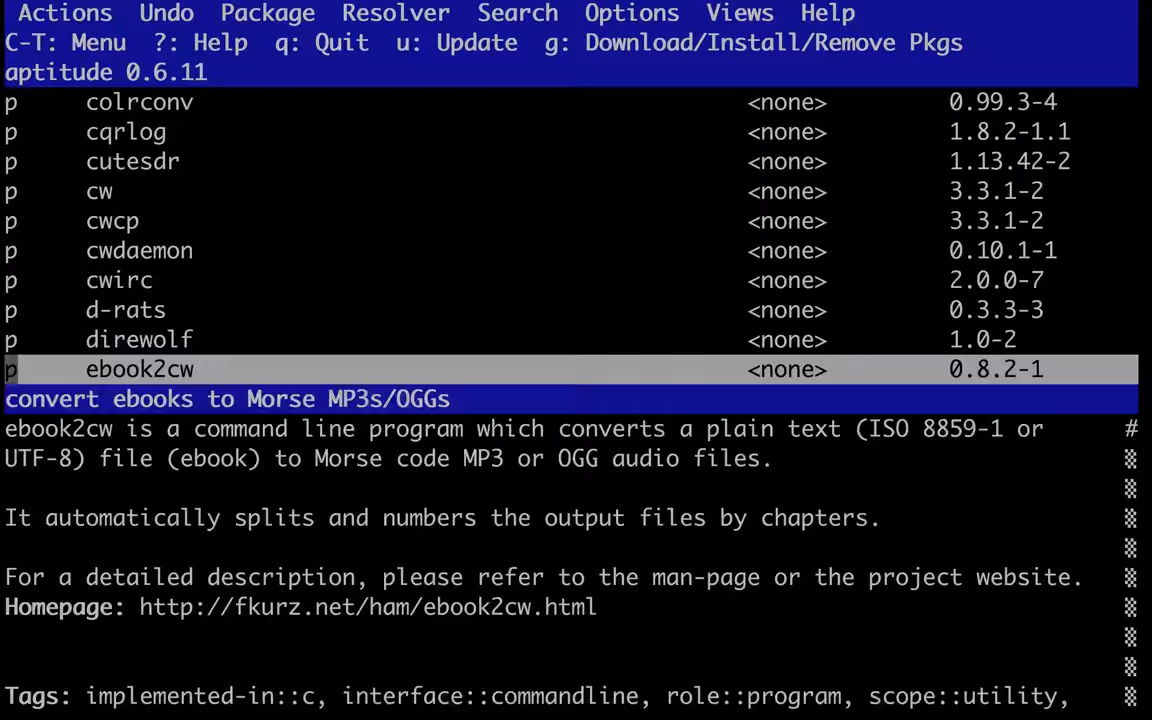 Actions Undo Package Resolver Search Options Views Help
C-T: Menu ?: Help q: Quit u: Update g: Download/Install/Remove Pkgs
aptitude 0.6.11
p colrconv <none> 0.99.3-4
p cqrlog <none> 1.8.2-1.1
p cutesdr <none> 1.13.42-2
p cw <none> 3.3.1-2
p cwcp <none> 3.3.1-2
p cwdaemon <none> 0.10.1-1
p cwirc <none> 2.0.0-7
p d-rats <none> 0.3.3-3
p direwolf <none> 1.0-2
p ebook2cw <none> 0.8.2-1
convert ebooks to Morse MP3s/OGGs
ebook2cw is a command line program which converts a plain text (ISO 8859-1 or #
UTF-8) file (ebook) to Morse code MP3 or OGG audio files.
It automatically splits and numbers the output files by chapters.
For a detailed description, please refer to the man-page or the project website.
Homepage: http://fkurz.net/ham/ebook2cw.html
Tags: implemented-in::c, interface::commandline, role::program, scope::utility,